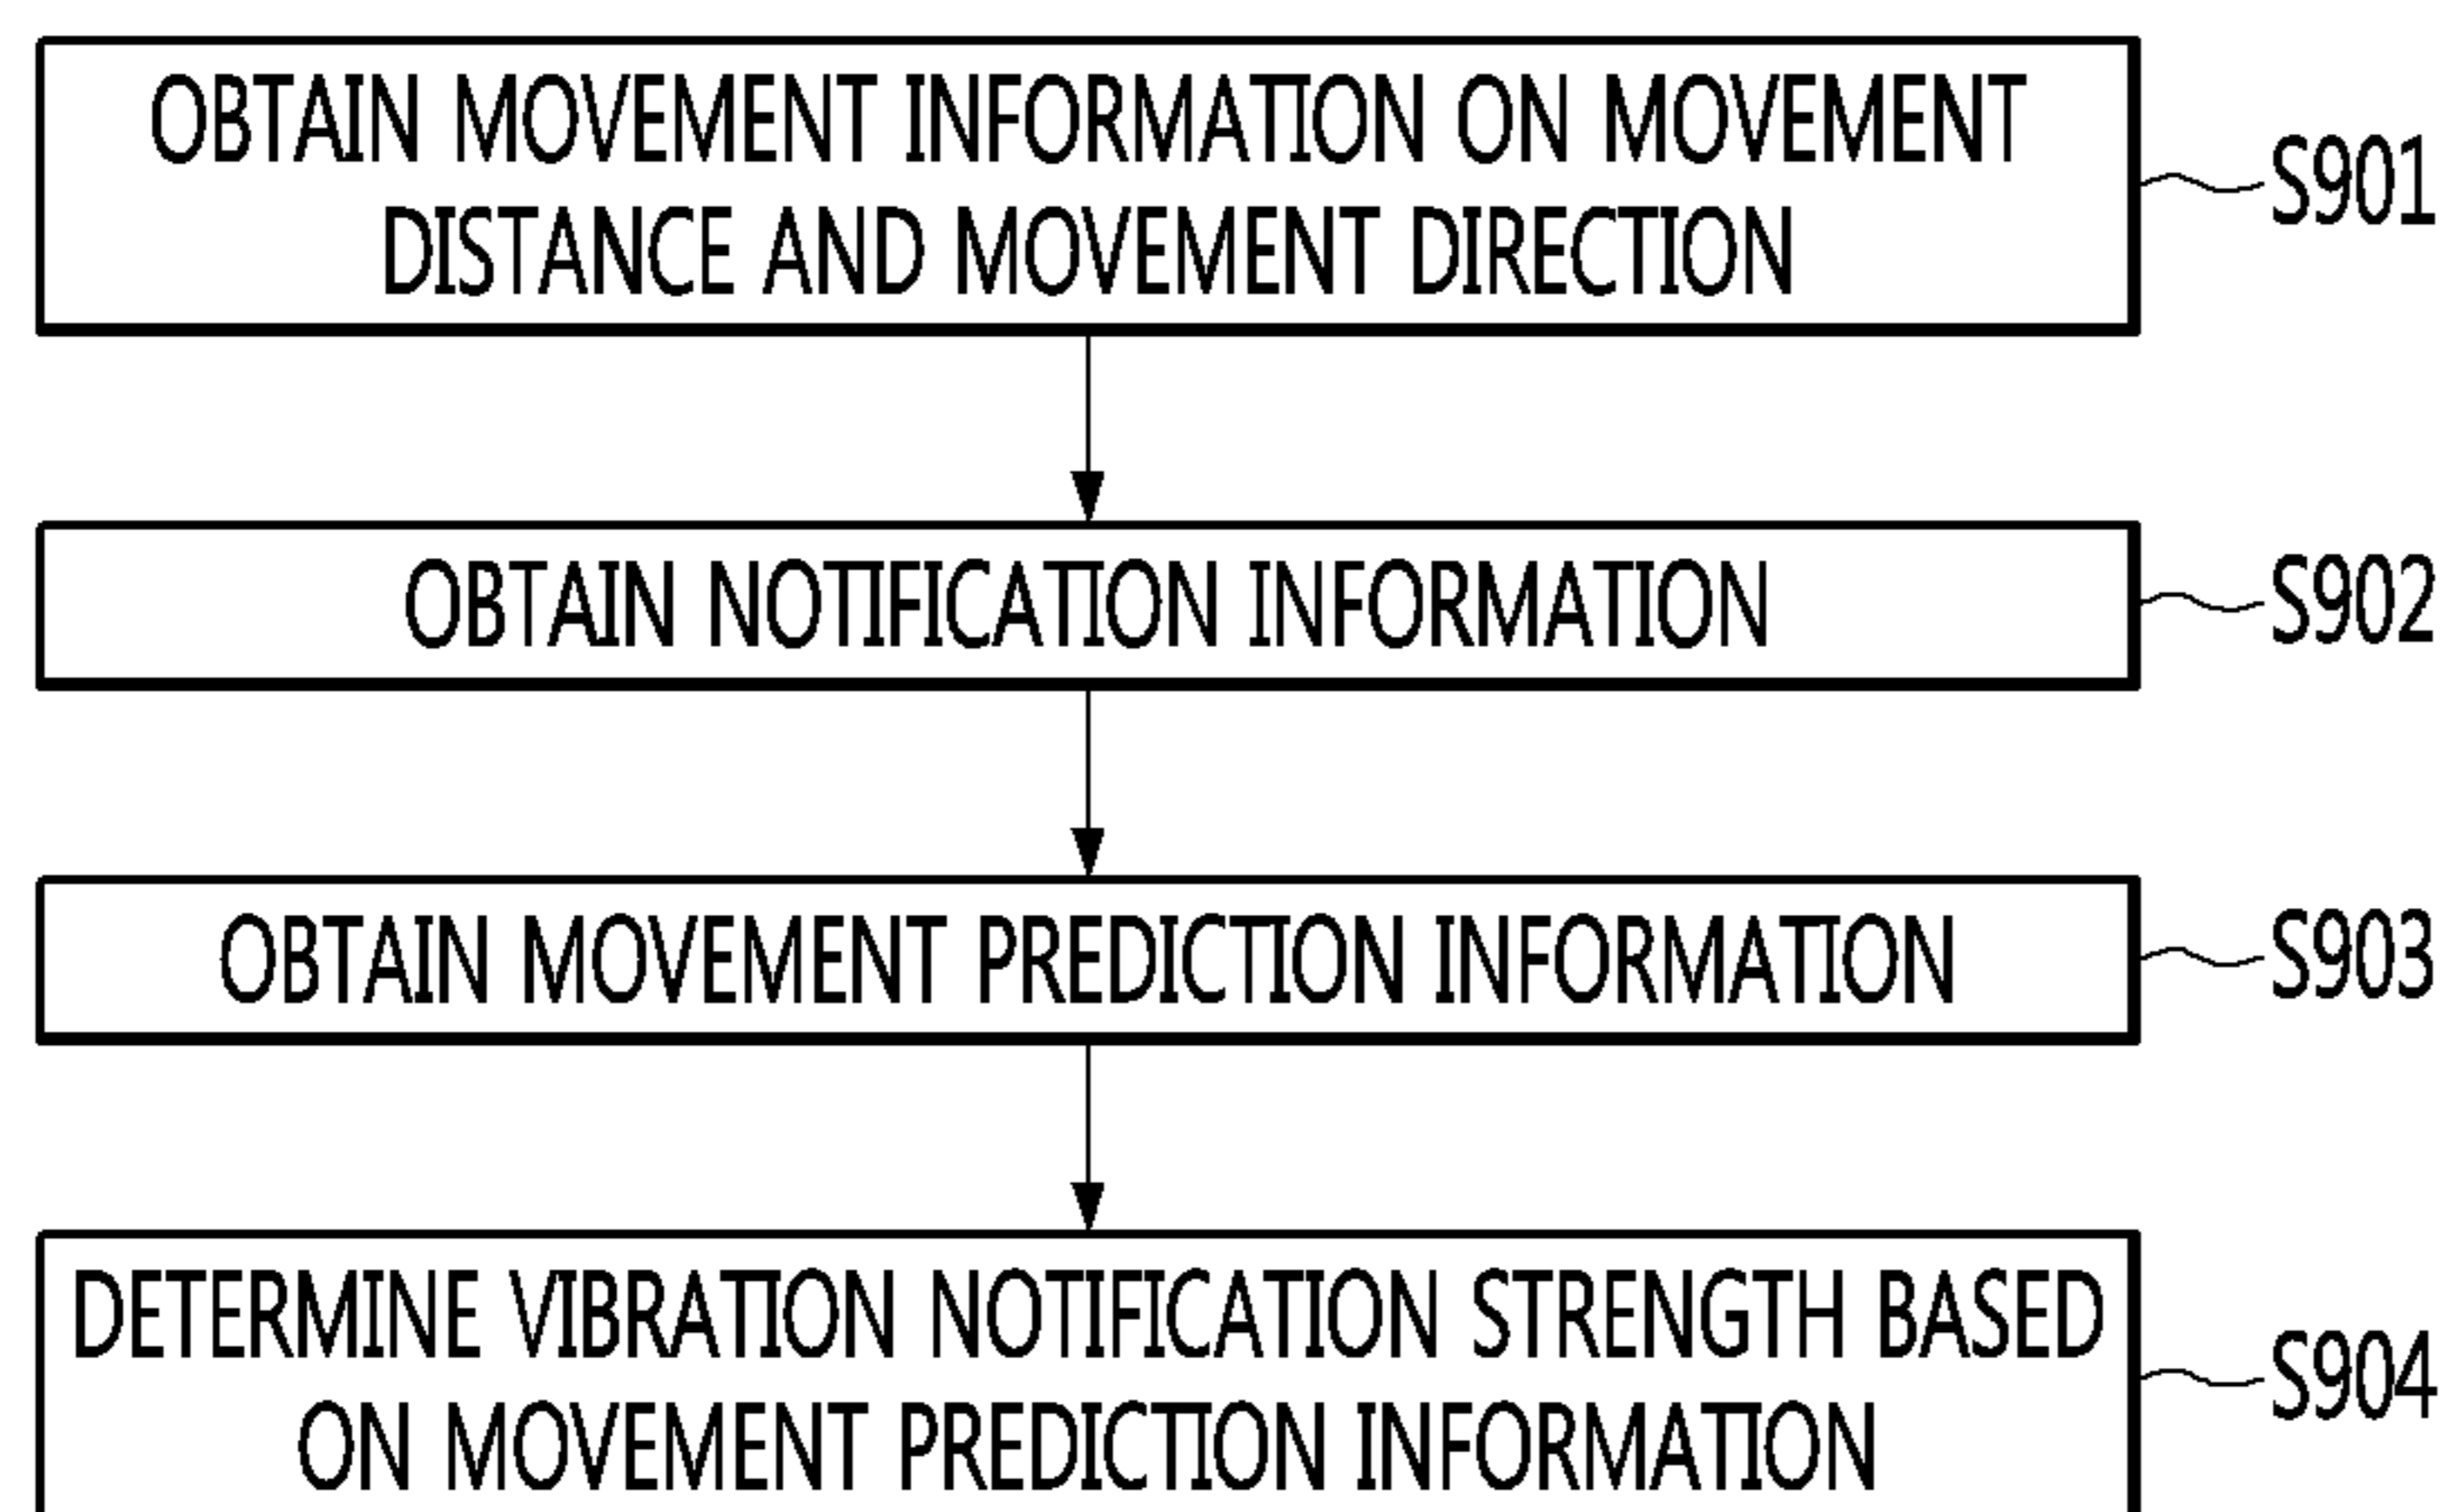 OBTAIN MOVEMENT INFORMATION ON MOVEMENT
DISTANCE AND MOVEMENT DIRECTION
S901
OBTAIN NOTIFICATION INFORMATION
S902
OBTAIN MOVEMENT PREDICTION INFORMATION
S903
DETERMINE VIBRATION NOTIFICATION STRENGTH BASED
ON MOVEMENT PREDICTION INFORMATION
S904